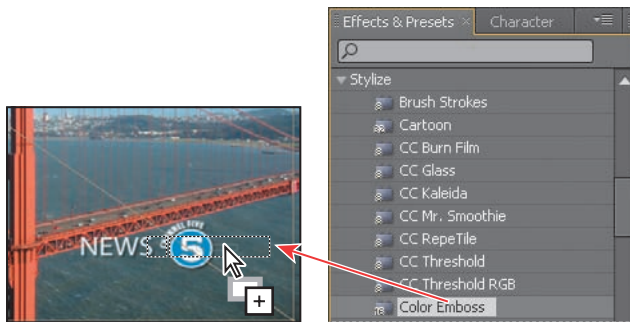 Effects & Presets × Character
Stylize
Brush Strokes
Cartoon
CC Burn Film
CC Glass
CC Kaleida
CC Mr. Smoothie
CC RepeTile
CC Threshold
CC Threshold RGB
Color Emboss
NEWS
5